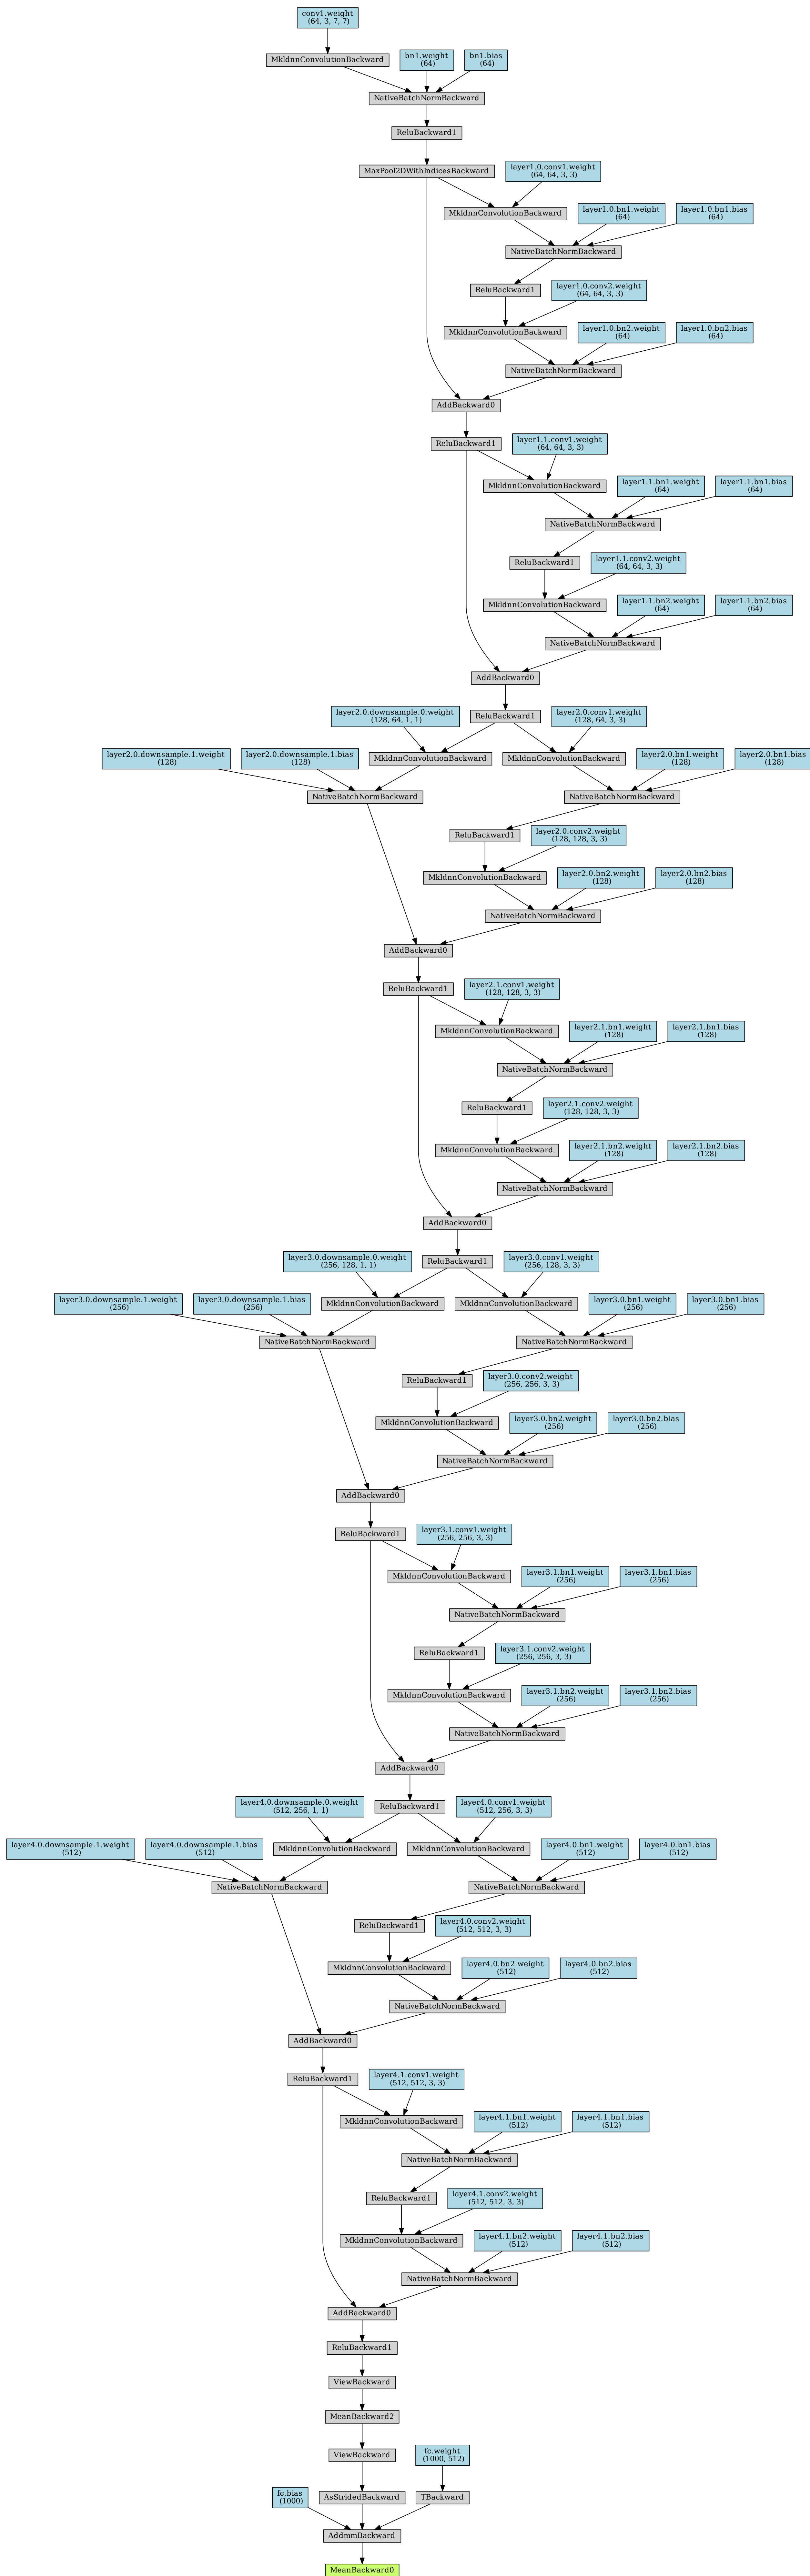 conv1.weight
(64, 3, 7, 7)
MkldnnConvolutionBackward
bn1.weight
(64)
bn1.bias
(64)
NativeBatchNormBackward
ReluBackward1
MaxPool2DWithIndicesBackward
layer1.0.conv1.weight
(64, 64, 3, 3)
MkldnnConvolutionBackward
layer1.0.bn1.weight
(64)
layer1.0.bn1.bias
(64)
NativeBatchNormBackward
ReluBackward1
layer1.0.conv2.weight
(64, 64, 3, 3)
MkldnnConvolutionBackward
layer1.0.bn2.weight
(64)
layer1.0.bn2.bias
(64)
NativeBatchNormBackward
AddBackward0
ReluBackward1
layer1.1.conv1.weight
(64, 64, 3, 3)
MkldnnConvolutionBackward
layer1.1.bn1.weight
(64)
layer1.1.bn1.bias
(64)
NativeBatchNormBackward
ReluBackward1
layer1.1.conv2.weight
(64, 64, 3, 3)
MkldnnConvolutionBackward
layer1.1.bn2.weight
(64)
layer1.1.bn2.bias
(64)
NativeBatchNormBackward
AddBackward0
layer2.0.downsample.0.weight
(128, 64, 1, 1)
ReluBackward1
layer2.0.conv1.weight
(128, 64, 3, 3)
layer2.0.downsample.1.weight
(128)
layer2.0.downsample.1.bias
(128)
MkldnnConvolutionBackward
MkldnnConvolutionBackward
layer2.0.bn1.weight
(128)
layer2.0.bn1.bias
(128)
NativeBatchNormBackward
NativeBatchNormBackward
ReluBackward1
layer2.0.conv2.weight
(128, 128, 3, 3)
MkldnnConvolutionBackward
layer2.0.bn2.weight
(128)
layer2.0.bn2.bias
(128)
NativeBatchNormBackward
AddBackward0
ReluBackward1
layer2.1.conv1.weight
(128, 128, 3, 3)
MkldnnConvolutionBackward
layer2.1.bn1.weight
(128)
layer2.1.bn1.bias
(128)
NativeBatchNormBackward
ReluBackward1
layer2.1.conv2.weight
(128, 128, 3, 3)
MkldnnConvolutionBackward
layer2.1.bn2.weight
(128)
layer2.1.bn2.bias
(128)
NativeBatchNormBackward
AddBackward0
layer3.0.downsample.0.weight
(256, 128, 1, 1)
ReluBackward1
layer3.0.conv1.weight
(256, 128, 3, 3)
layer3.0.downsample.1.weight
(256)
layer3.0.downsample.1.bias
(256)
MkldnnConvolutionBackward
MkldnnConvolutionBackward
layer3.0.bn1.weight
(256)
layer3.0.bn1.bias
(256)
NativeBatchNormBackward
NativeBatchNormBackward
ReluBackward1
layer3.0.conv2.weight
(256, 256, 3, 3)
MkldnnConvolutionBackward
layer3.0.bn2.weight
(256)
layer3.0.bn2.bias
(256)
NativeBatchNormBackward
AddBackward0
ReluBackward1
layer3.1.conv1.weight
(256, 256, 3, 3)
MkldnnConvolutionBackward
layer3.1.bn1.weight
(256)
layer3.1.bn1.bias
(256)
NativeBatchNormBackward
ReluBackward1
layer3.1.conv2.weight
(256, 256, 3, 3)
MkldnnConvolutionBackward
layer3.1.bn2.weight
(256)
layer3.1.bn2.bias
(256)
NativeBatchNormBackward
AddBackward0
layer4.0.downsample.0.weight
(512, 256, 1, 1)
ReluBackward1
layer4.0.conv1.weight
(512, 256, 3, 3)
layer4.0.downsample.1.weight
(512)
layer4.0.downsample.1.bias
(512)
MkldnnConvolutionBackward
MkldnnConvolutionBackward
layer4.0.bn1.weight
(512)
layer4.0.bn1.bias
(512)
NativeBatchNormBackward
NativeBatchNormBackward
ReluBackward1
layer4.0.conv2.weight
(512, 512, 3, 3)
MkldnnConvolutionBackward
layer4.0.bn2.weight
(512)
layer4.0.bn2.bias
(512)
NativeBatchNormBackward
AddBackward0
ReluBackward1
layer4.1.conv1.weight
(512, 512, 3, 3)
MkldnnConvolutionBackward
layer4.1.bn1.weight
(512)
layer4.1.bn1.bias
(512)
NativeBatchNormBackward
ReluBackward1
layer4.1.conv2.weight
(512, 512, 3, 3)
MkldnnConvolutionBackward
layer4.1.bn2.weight
(512)
layer4.1.bn2.bias
(512)
NativeBatchNormBackward
AddBackward0
ReluBackward1
ViewBackward
MeanBackward2
ViewBackward
fc.weight
(1000, 512)
fc.bias
(1000)
AsStridedBackward
TBackward
AddmmBackward
MeanBackward0